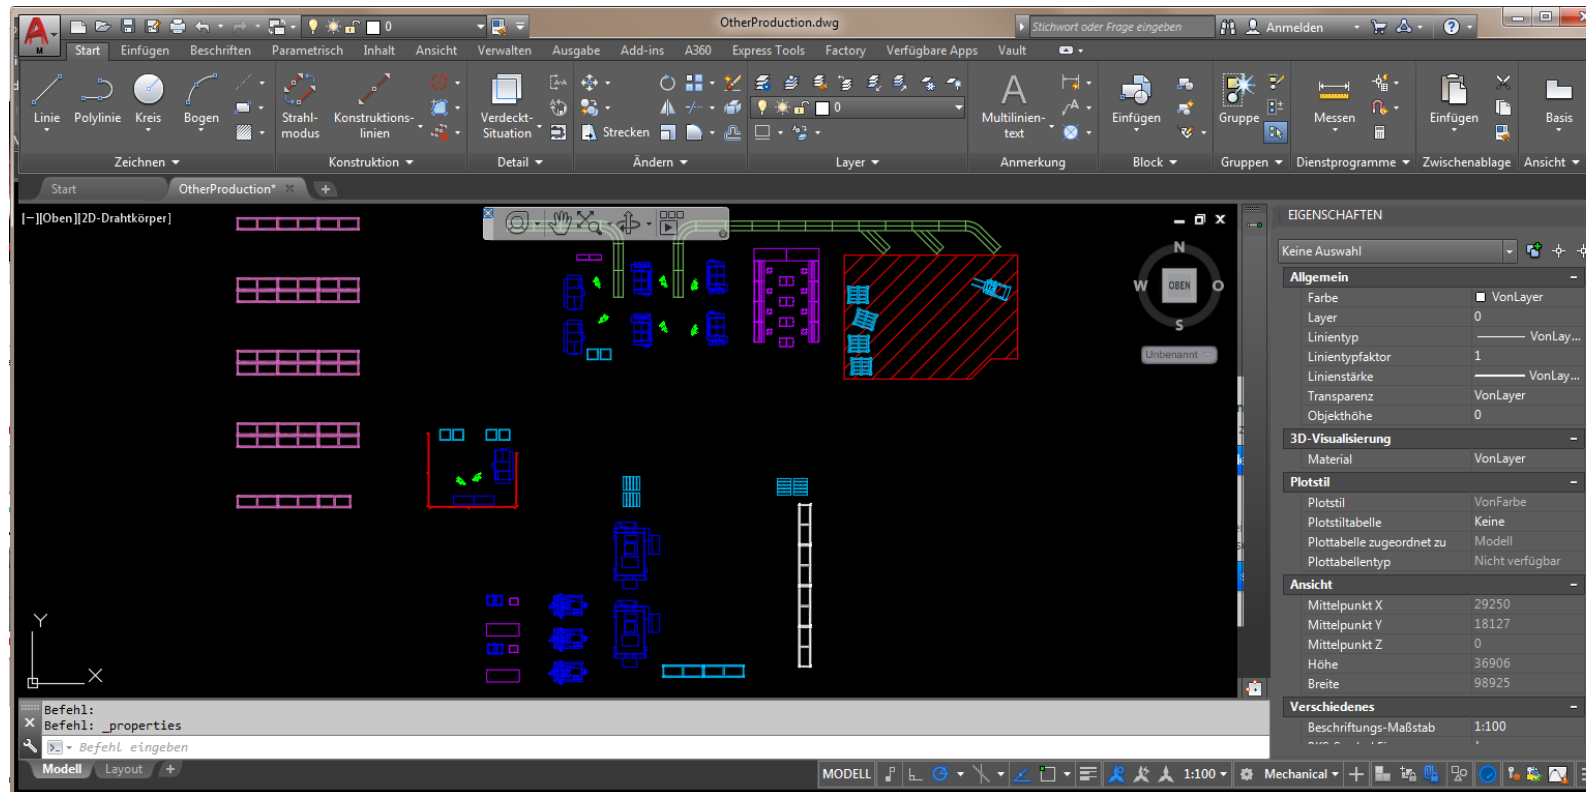 0
OtherProduction.dwg
Stichwort oder Frage eingeben
Anmelden
M
Start Einfügen Beschriften Parametrisch Inhalt Ansicht Verwalten Ausgabe Add-ins A360 Express Tools Factory Verfügbare Apps Vault
Linie Polylinie Kreis Bogen
Strahl-
modus
Konstruktions-
linien
Verdeckt-
Situation
Strecken
0
A
Multilinien-
text
Einfügen
Gruppe
Messen
Einfügen
Basis
Zeichnen Konstruktion Detail Ändern Layer Anmerkung Block Gruppen Dienstprogramme Zwischenablage Ansicht
Start OtherProduction*
[−][Oben][2D-Drahtkörper]
N
W OBEN O
S
Unbenannt
Y
X
EIGENSCHAFTEN
Keine Auswahl
Allgemein
Farbe VonLayer
Layer 0
Linientyp VonLay...
Linientypfaktor 1
Linienstärke VonLay...
Transparenz VonLayer
Objekthöhe 0
3D-Visualisierung
Material VonLayer
Plotstil
Plotstil VonFarbe
Plotstiltabelle Keine
Plottabelle zugeordnet zu Modell
Plottabellentyp Nicht verfügbar
Ansicht
Mittelpunkt X 29250
Mittelpunkt Y 18127
Mittelpunkt Z 0
Höhe 36906
Breite 98925
Verschiedenes
Beschriftungs-Maßstab 1:100
Befehl:
Befehl: _properties
Befehl eingeben
Modell Layout
MODELL 1:100 Mechanical